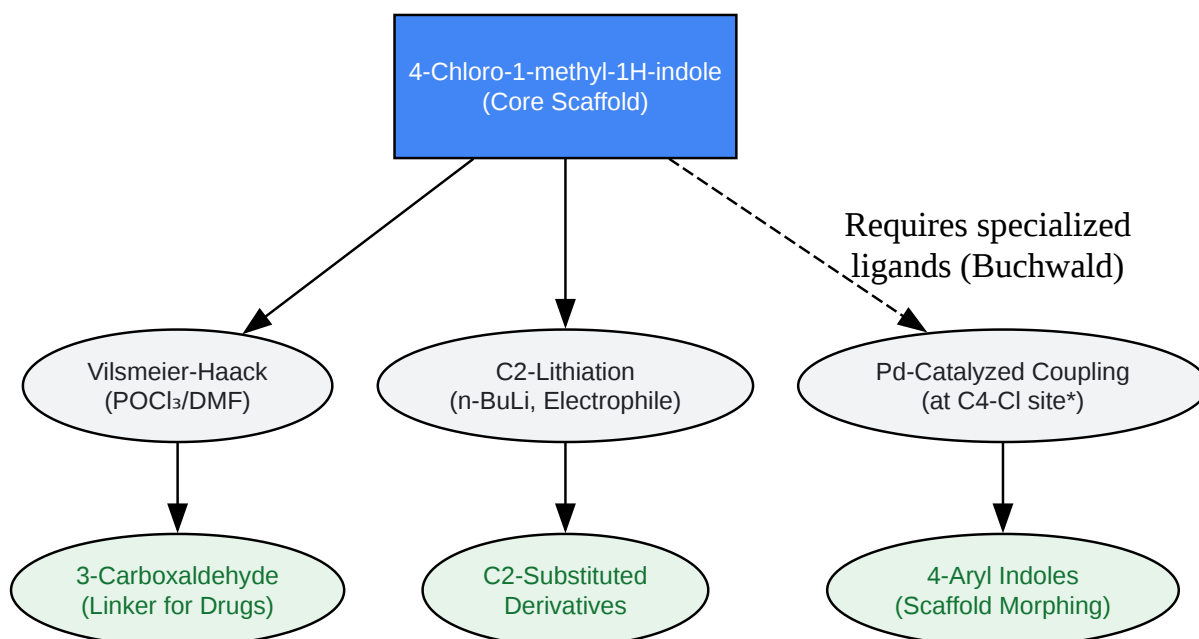 4-Chloro-1-methyl-1H-indole
(Core Scaffold)
Requires specialized
ligands (Buchwald)
Vilsmeier-Haack
(POCl₃/DMF)
C2-Lithiation
(n-BuLi, Electrophile)
Pd-Catalyzed Coupling
(at C4-Cl site*)
3-Carboxaldehyde
(Linker for Drugs)
C2-Substituted
Derivatives
4-Aryl Indoles
(Scaffold Morphing)